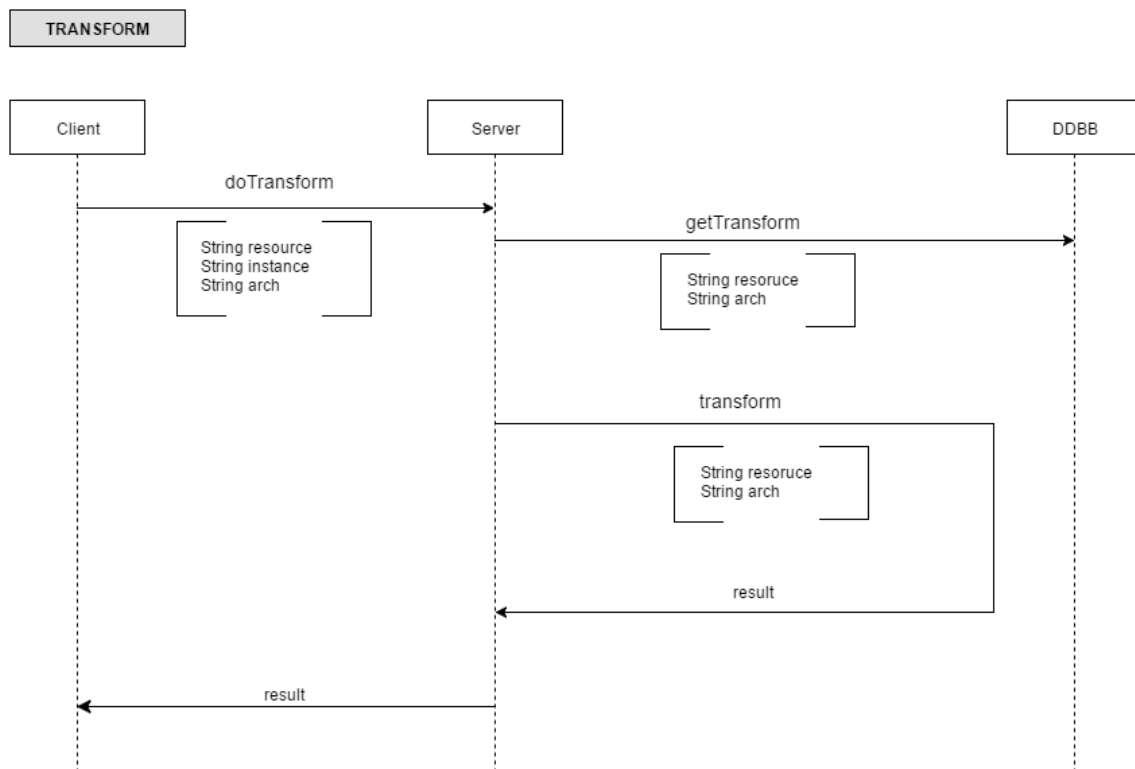 TRANSFORM
Client
Server
DDBB
doTransform
String resource
String instance
String arch
getTransform
String resoruce
String arch
transform
String resoruce
String arch
result
result